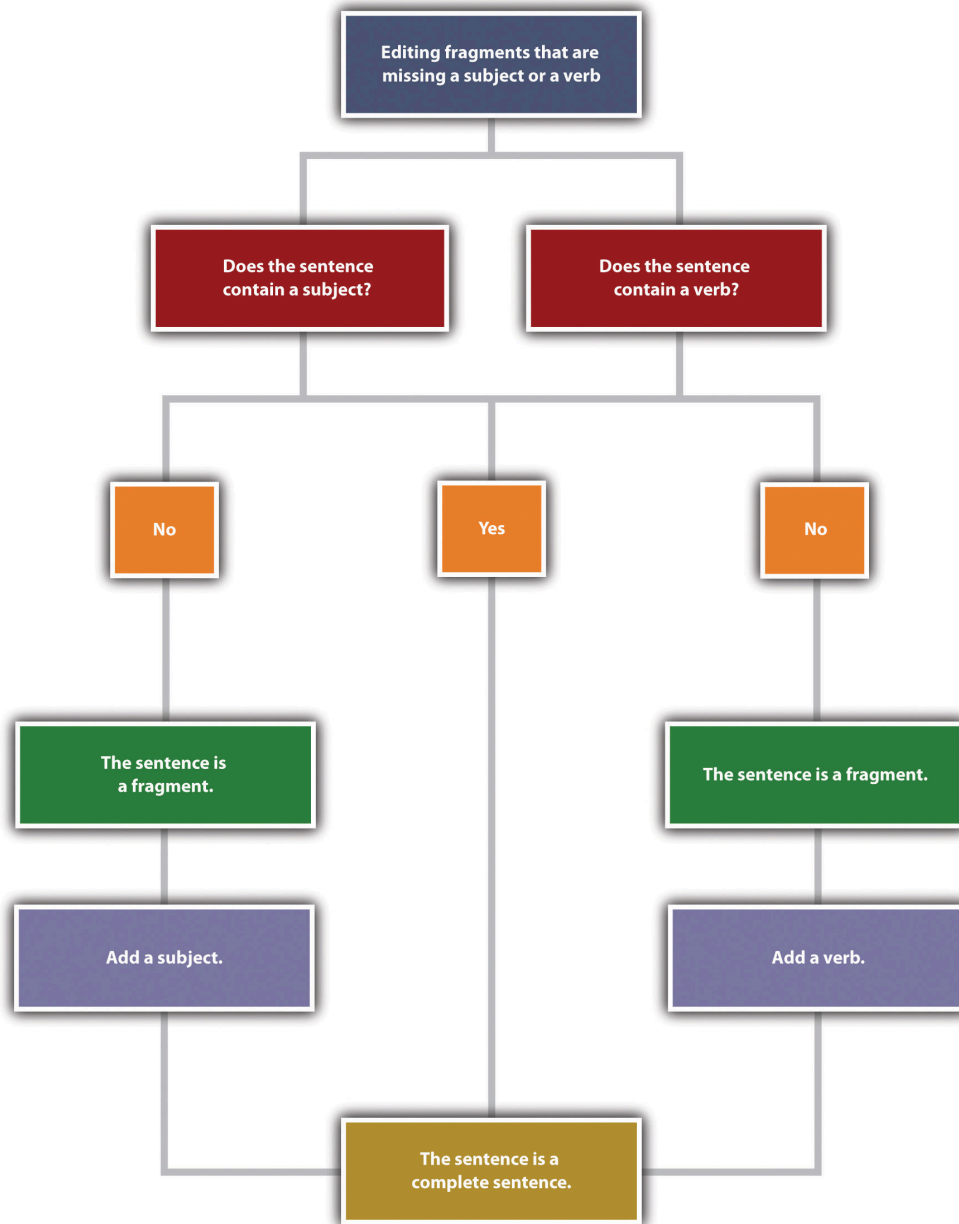 Editing fragments that are
missing a subject or a verb
Does the sentence
contain a subject?
Does the sentence
contain a verb?
No
Yes
No
The sentence is
a fragment.
The sentence is a fragment.
Add a subject.
Add a verb.
The sentence is a
complete sentence.